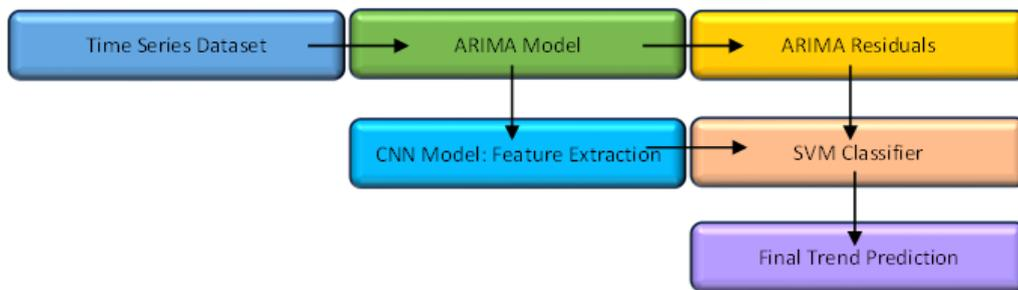 Time Series Dataset
ARIMA Model
ARIMA Residuals
CNN Model: Feature Extraction
SVM Classifier
Final Trend Prediction